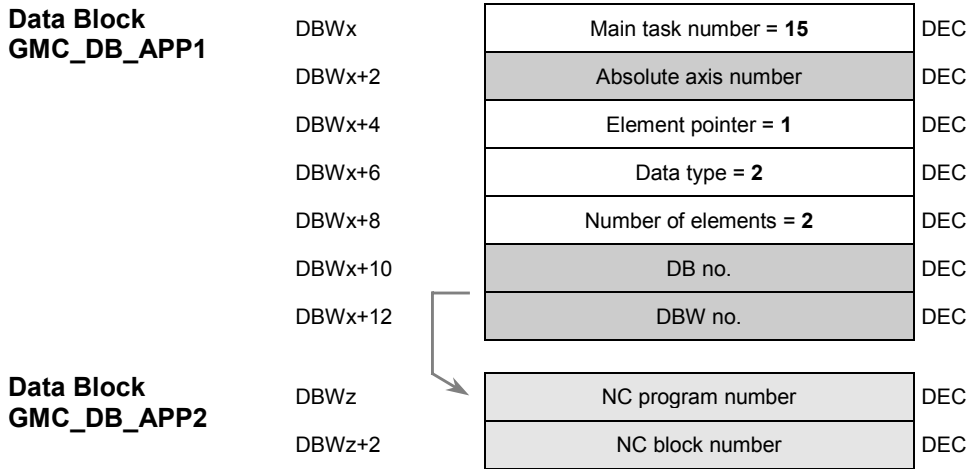 Data Block
GMC_DB_APP1
DBWx Main task number = 15 DEC
DBWx+2 Absolute axis number DEC
DBWx+4 Element pointer = 1 DEC
DBWx+6 Data type = 2 DEC
DBWx+8 Number of elements = 2 DEC
DBWx+10 DB no. DEC
DBWx+12 DBW no. DEC
Data Block
GMC_DB_APP2
DBWz NC program number DEC
DBWz+2 NC block number DEC